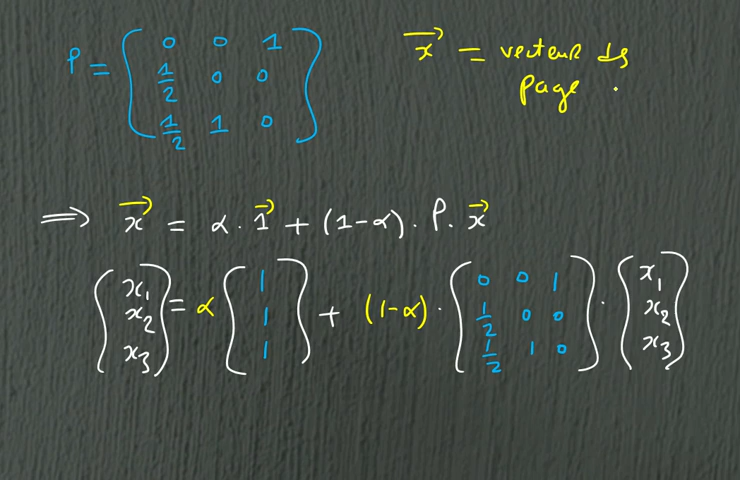 P = ( 0 0 1
1/2 0 0
1/2 1 0 )
x⃗ = vecteur ds
page .
⟹ x⃗ = α . 1⃗ + (1-α) . P . x⃗
( x₁ x₂ x₃ ) = α ( 1 1 1 ) + (1-α) . ( 0 0 1 ; 1/2 0 0 ; 1/2 1 0 ) . ( x₁ x₂ x₃ )